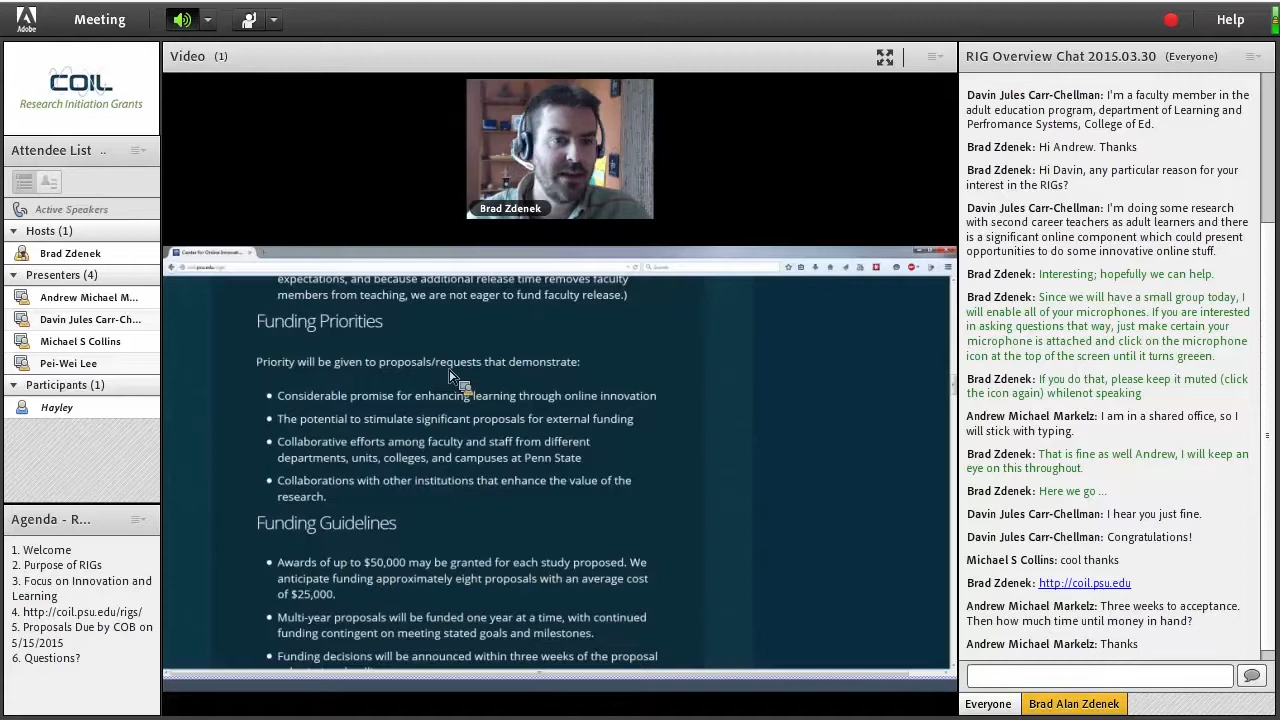 Adobe
Meeting
Help
COIL
Research Initiation Grants
Attendee List ..
Active Speakers
Hosts (1)
Brad Zdenek
Presenters (4)
Andrew Michael M...
Davin Jules Carr-Ch...
Michael S Collins
Pei-Wei Lee
Participants (1)
Hayley
Agenda - R...
1. Welcome
2. Purpose of RIGs
3. Focus on Innovation and
Learning
4. http://coil.psu.edu/rigs/
5. Proposals Due by COB on
5/15/2015
6. Questions?
Video (1)
Brad Zdenek
Center for Online Innovat...
coil.psu.edu/rigs/
Search
expectations, and because additional release time removes faculty
members from teaching, we are not eager to fund faculty release.)
Funding Priorities
Priority will be given to proposals/requests that demonstrate:
Considerable promise for enhancing learning through online innovation
The potential to stimulate significant proposals for external funding
Collaborative efforts among faculty and staff from different
departments, units, colleges, and campuses at Penn State
Collaborations with other institutions that enhance the value of the
research.
Funding Guidelines
Awards of up to $50,000 may be granted for each study proposed. We
anticipate funding approximately eight proposals with an average cost
of $25,000.
Multi-year proposals will be funded one year at a time, with continued
funding contingent on meeting stated goals and milestones.
Funding decisions will be announced within three weeks of the proposal
RIG Overview Chat 2015.03.30 (Everyone)
Davin Jules Carr-Chellman: I'm a faculty member in the
adult education program, department of Learning and
Perfromance Systems, College of Ed.
Brad Zdenek: Hi Andrew. Thanks
Brad Zdenek: Hi Davin, any particular reason for your
interest in the RIGs?
Davin Jules Carr-Chellman: I'm doing some research
with second career teachers as adult learners and there
is a significant online component which could present
opportunities to do some innovative online stuff.
Brad Zdenek: Interesting; hopefully we can help.
Brad Zdenek: Since we will have a small group today, I
will enable all of your microphones. If you are interested
in asking questions that way, just make certain your
microphone is attached and click on the microphone
icon at the top of the screen until it turns greeen.
Brad Zdenek: If you do that, please keep it muted (click
the icon again) whilenot speaking
Andrew Michael Markelz: I am in a shared office, so I
will stick with typing.
Brad Zdenek: That is fine as well Andrew, I will keep an
eye on this throughout.
Brad Zdenek: Here we go ...
Davin Jules Carr-Chellman: I hear you just fine.
Davin Jules Carr-Chellman: Congratulations!
Michael S Collins: cool thanks
Brad Zdenek: http://coil.psu.edu
Andrew Michael Markelz: Three weeks to acceptance.
Then how much time until money in hand?
Andrew Michael Markelz: Thanks
Everyone
Brad Alan Zdenek